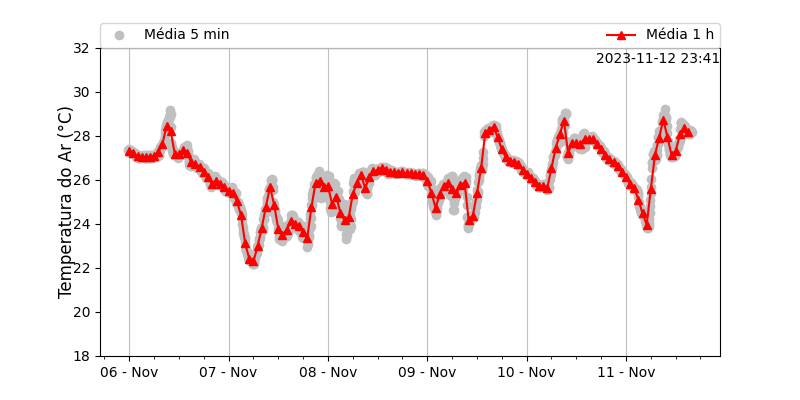 Média 5 min
Média 1 h
2023-11-12 23:41
Temperatura do Ar (°C)
32
30
28
26
24
22
20
18
06 - Nov
07 - Nov
08 - Nov
09 - Nov
10 - Nov
11 - Nov